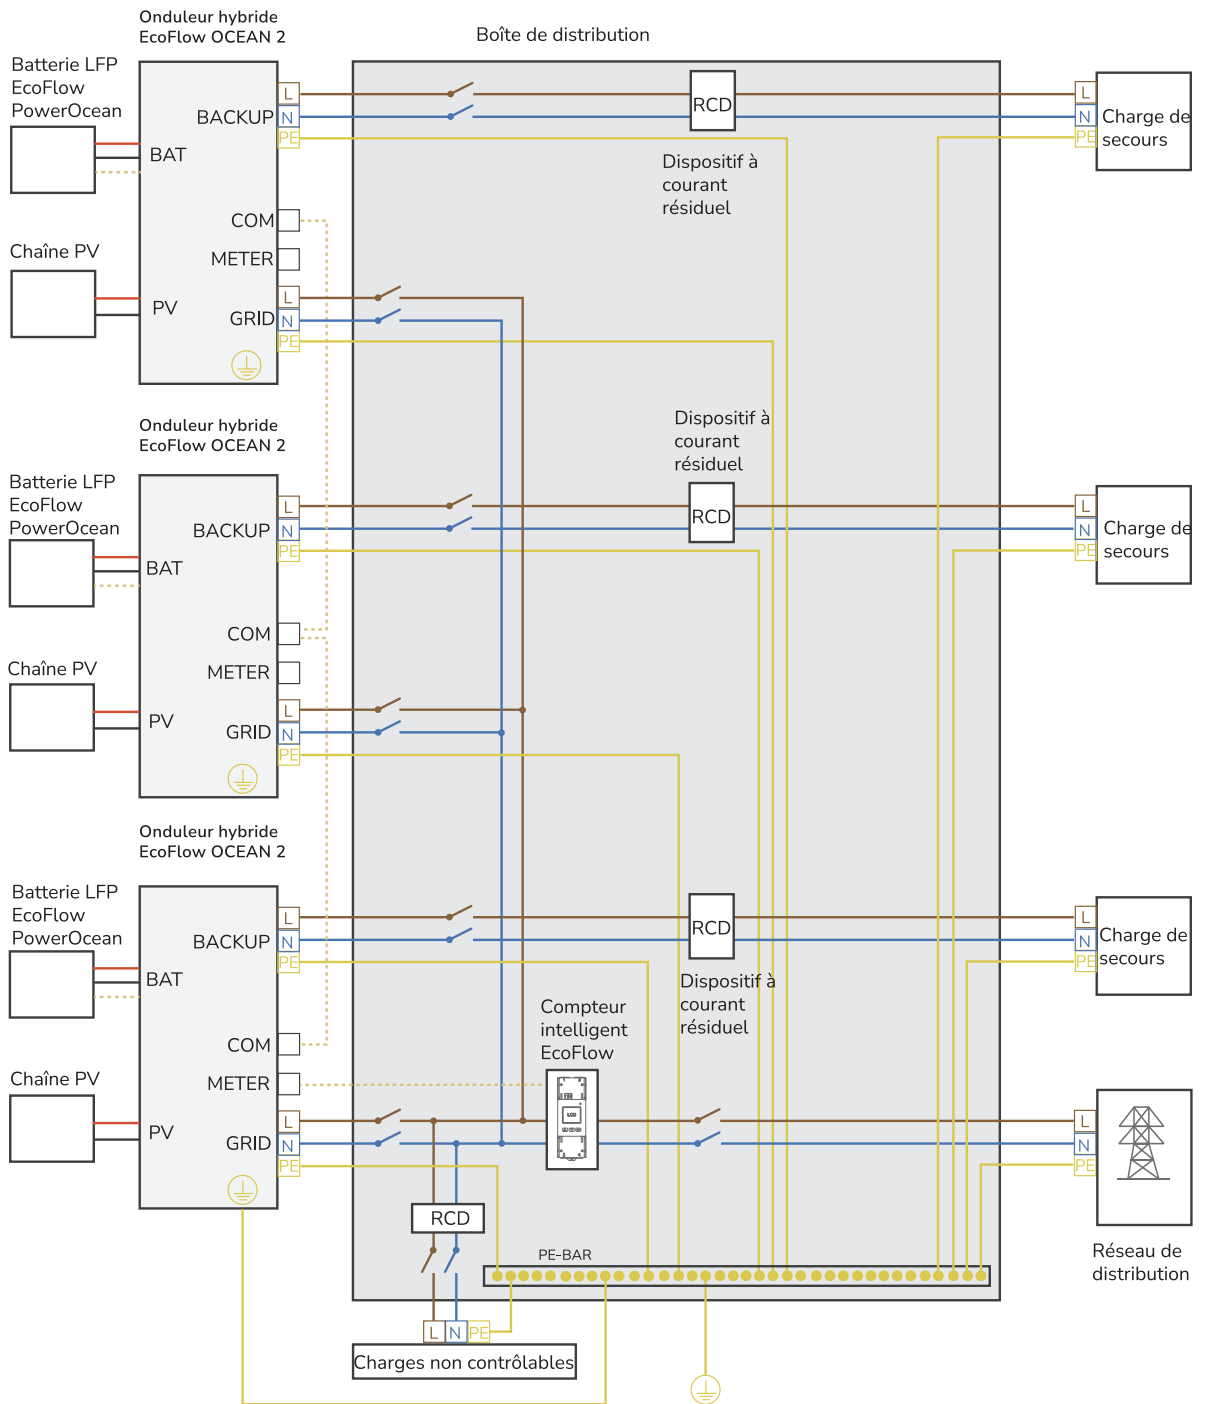 Onduleur hybride
EcoFlow OCEAN 2
Boîte de distribution
Batterie LFP
EcoFlow
PowerOcean
BACKUP
L
N
PE
RCD
L
N
PE
Charge de
secours
BAT
Dispositif à
courant
résiduel
COM
METER
Chaîne PV
PV
GRID
L
N
PE
Onduleur hybride
EcoFlow OCEAN 2
Dispositif à
courant
résiduel
Batterie LFP
EcoFlow
PowerOcean
BACKUP
L
N
PE
RCD
L
N
PE
Charge de
secours
BAT
COM
METER
Chaîne PV
PV
GRID
L
N
PE
Onduleur hybride
EcoFlow OCEAN 2
Batterie LFP
EcoFlow
PowerOcean
BACKUP
L
N
PE
RCD
L
N
PE
Charge de
secours
BAT
Dispositif à
courant
résiduel
Compteur
intelligent
EcoFlow
COM
METER
Chaîne PV
PV
GRID
L
N
PE
LCD
L
N
PE
RCD
PE-BAR
Réseau de
distribution
L
N
PE
Charges non contrôlables